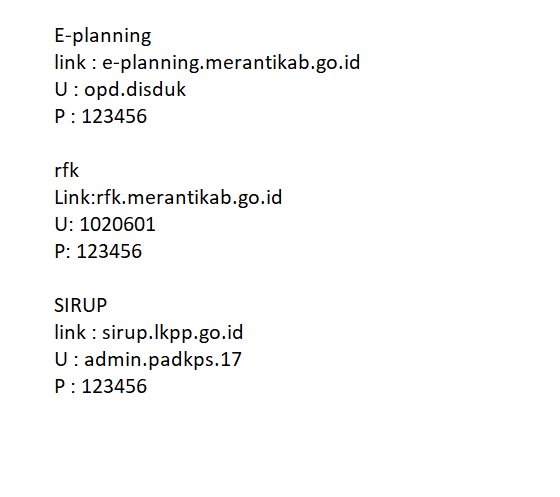 E-planning
link : e-planning.merantikab.go.id
U : opd.disduk
P : 123456
rfk
Link:rfk.merantikab.go.id
U: 1020601
P: 123456
SIRUP
link : sirup.lkpp.go.id
U : admin.padkps.17
P : 123456